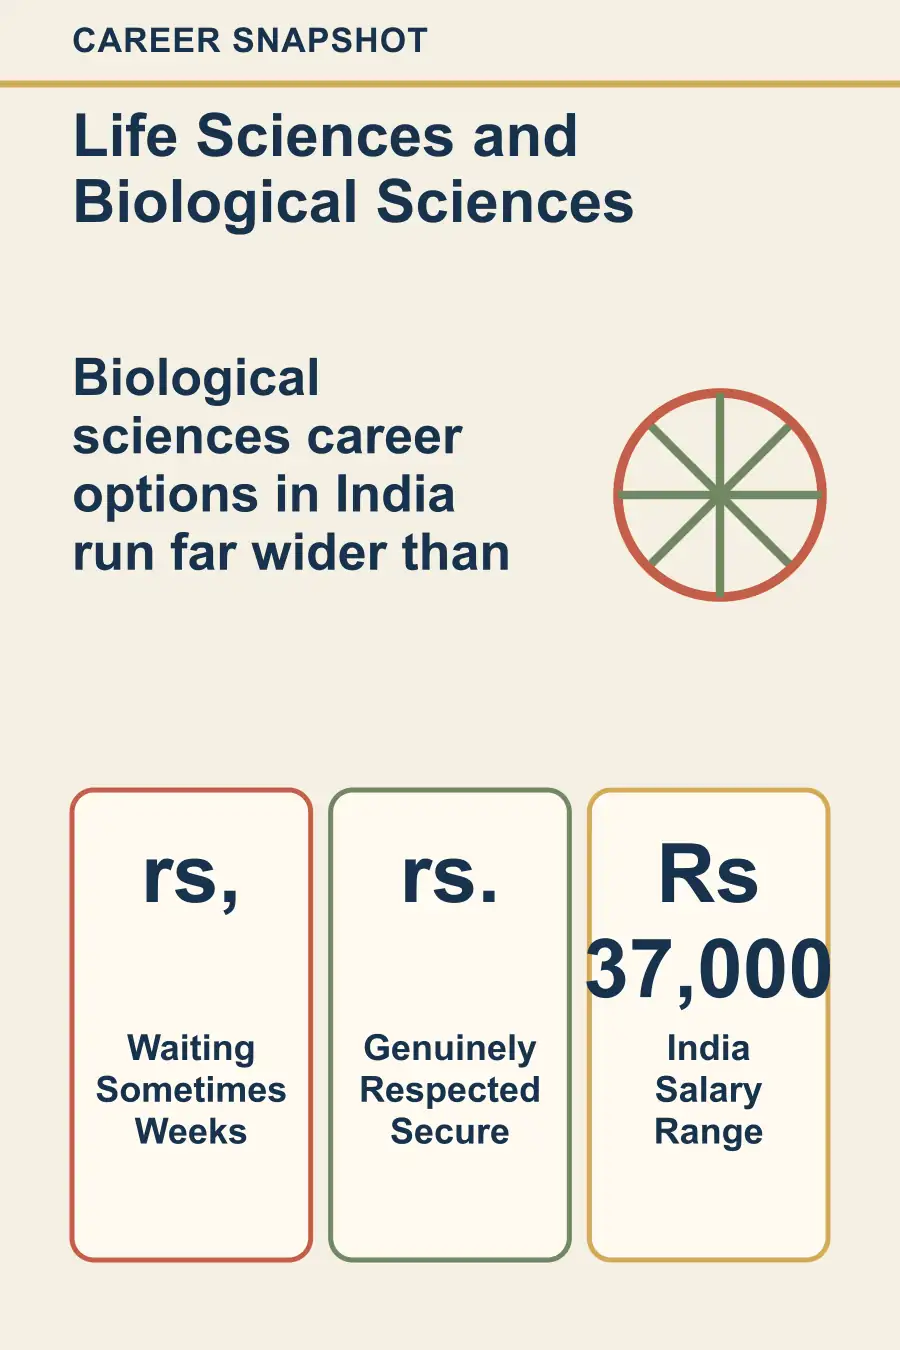 CAREER SNAPSHOT
Life Sciences and
Biological Sciences
Biological
sciences career
options in India
run far wider than
rs,
Waiting
Sometimes
Weeks
rs.
Genuinely
Respected
Secure
Rs
37,000
India
Salary
Range